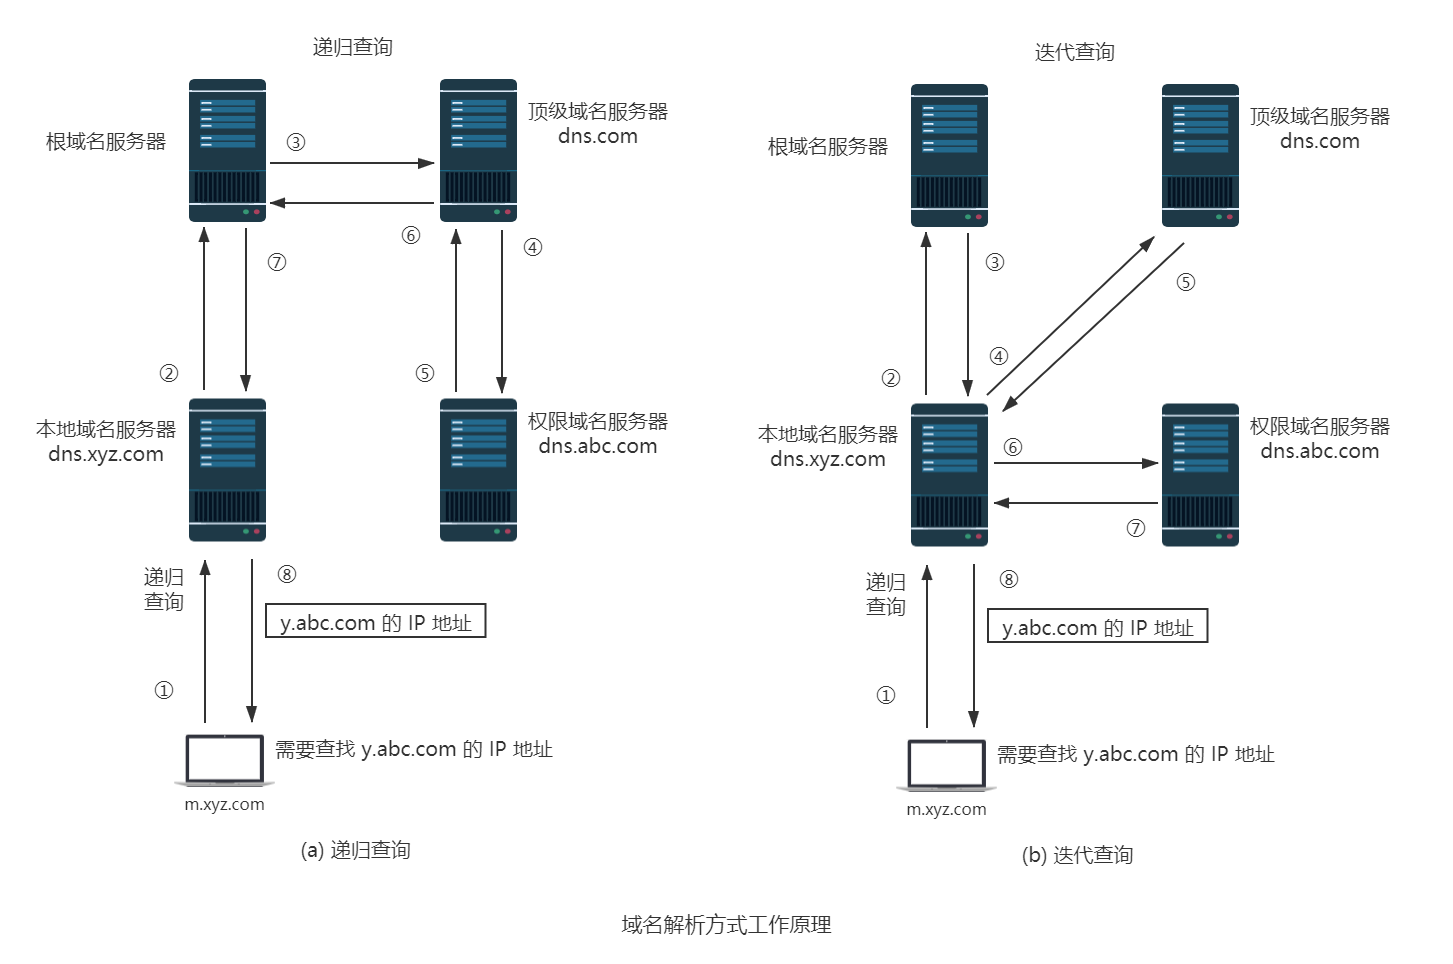 递归查询
根域名服务器
顶级域名服务器
dns.com
③
⑥
④
⑦
②
⑤
本地域名服务器
dns.xyz.com
权限域名服务器
dns.abc.com
递归
查询
⑧
y.abc.com 的 IP 地址
①
需要查找 y.abc.com 的 IP 地址
m.xyz.com
(a) 递归查询
迭代查询
根域名服务器
顶级域名服务器
dns.com
③
⑤
④
②
本地域名服务器
dns.xyz.com
⑥
权限域名服务器
dns.abc.com
⑦
递归
查询
⑧
y.abc.com 的 IP 地址
①
需要查找 y.abc.com 的 IP 地址
m.xyz.com
(b) 迭代查询
域名解析方式工作原理